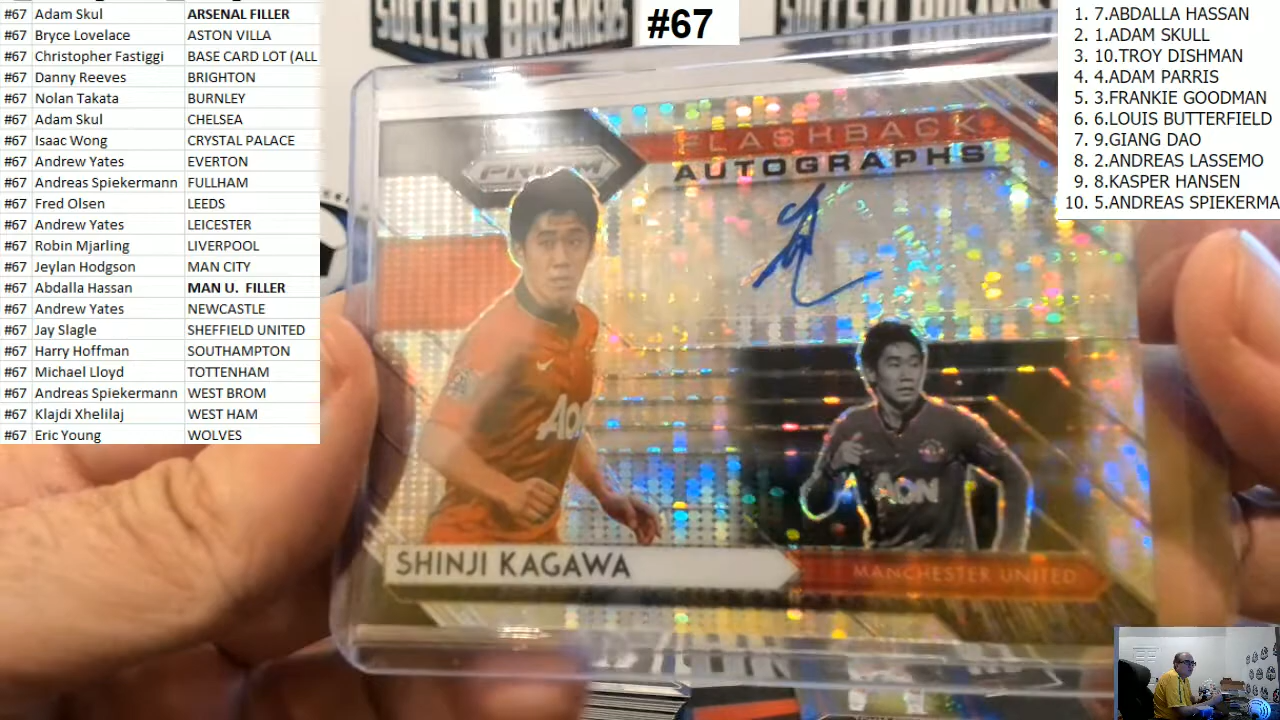 #67 Adam Skul ARSENAL FILLER
#67 Bryce Lovelace ASTON VILLA
#67 Christopher Fastiggi BASE CARD LOT (ALL
#67 Danny Reeves BRIGHTON
#67 Nolan Takata BURNLEY
#67 Adam Skul CHELSEA
#67 Isaac Wong CRYSTAL PALACE
#67 Andrew Yates EVERTON
#67 Andreas Spiekermann FULLHAM
#67 Fred Olsen LEEDS
#67 Andrew Yates LEICESTER
#67 Robin Mjarling LIVERPOOL
#67 Jeylan Hodgson MAN CITY
#67 Abdalla Hassan MAN U. FILLER
#67 Andrew Yates NEWCASTLE
#67 Jay Slagle SHEFFIELD UNITED
#67 Harry Hoffman SOUTHAMPTON
#67 Michael Lloyd TOTTENHAM
#67 Andreas Spiekermann WEST BROM
#67 Klajdi Xhelilaj WEST HAM
#67 Eric Young WOLVES
SOCCER BREAKERS
#67
1. 7.ABDALLA HASSAN
2. 1.ADAM SKULL
3. 10.TROY DISHMAN
4. 4.ADAM PARRIS
5. 3.FRANKIE GOODMAN
6. 6.LOUIS BUTTERFIELD
7. 9.GIANG DAO
8. 2.ANDREAS LASSEMO
9. 8.KASPER HANSEN
10. 5.ANDREAS SPIEKERMA
PRIZM
FLASHBACK
AUTOGRAPHS
AON
AON
SHINJI KAGAWA
MANCHESTER UNITED